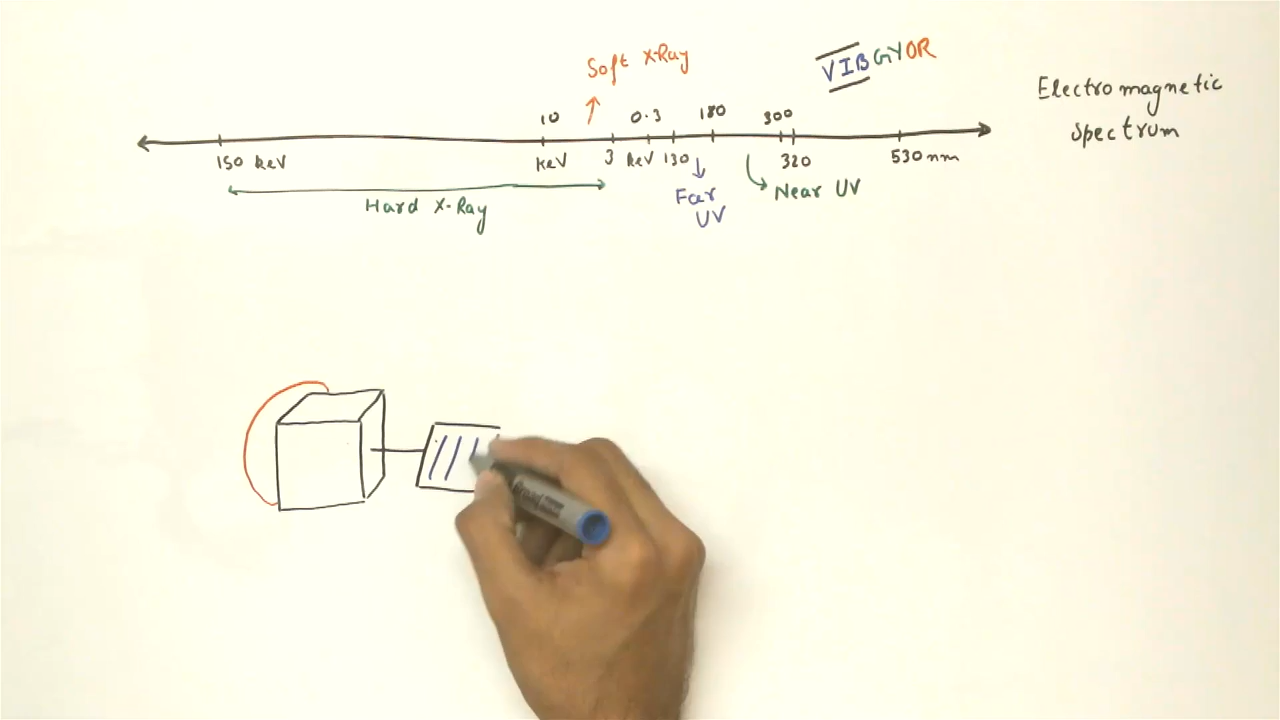 Soft X-Ray
VIBGYOR
Electromagnetic
spectrum
10 0.3 180 300
150 keV keV 3 keV 130 320 530 nm
Hard X-Ray
Far
UV
Near UV